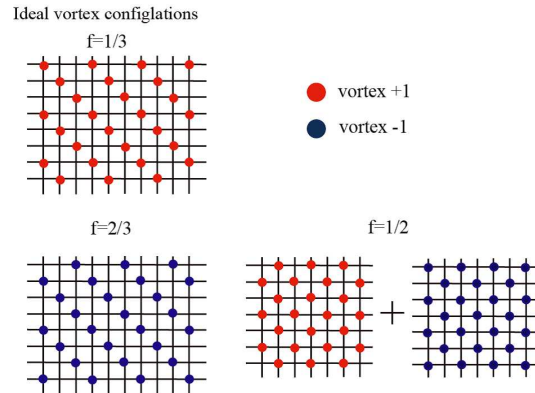 Ideal vortex configlations
f=1/3
vortex +1
vortex -1
f=2/3
f=1/2
+